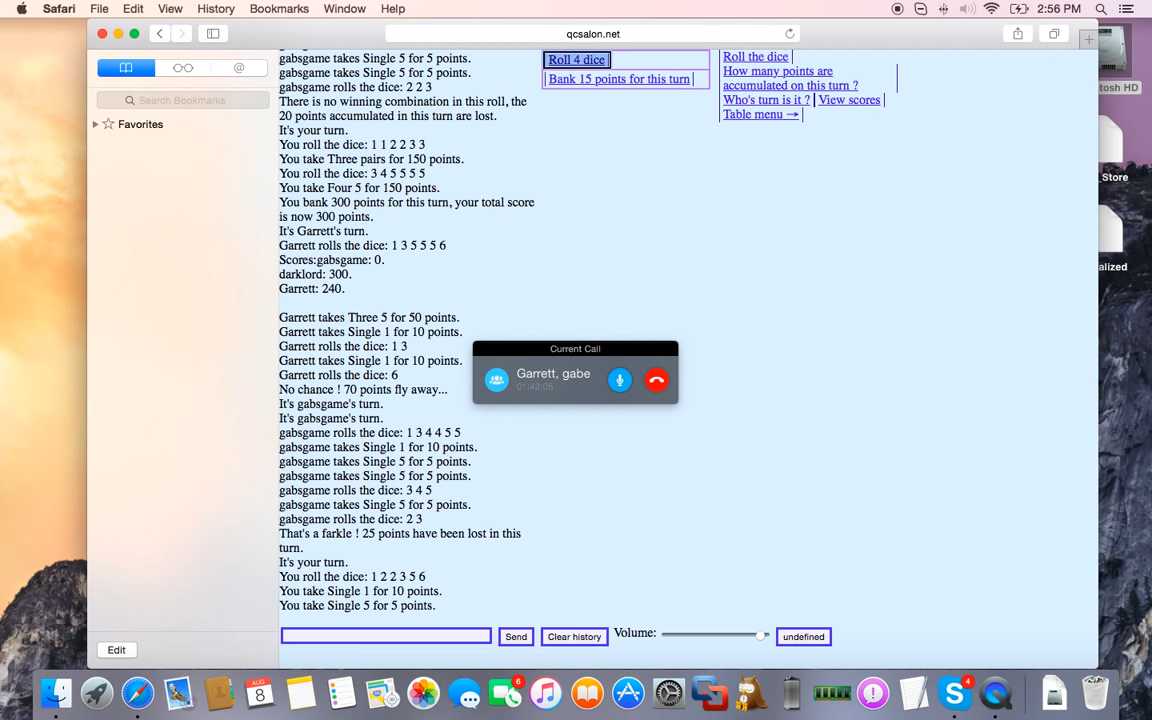 Safari File Edit View History Bookmarks Window Help 2:56 PM
qcsalon.net
Search Bookmarks
Favorites
Edit
gabsgame takes Single 5 for 5 points.
gabsgame takes Single 5 for 5 points.
gabsgame rolls the dice: 2 2 3
There is no winning combination in this roll, the
20 points accumulated in this turn are lost.
It's your turn.
You roll the dice: 1 1 2 2 3 3
You take Three pairs for 150 points.
You roll the dice: 3 4 5 5 5 5
You take Four 5 for 150 points.
You bank 300 points for this turn, your total score
is now 300 points.
It's Garrett's turn.
Garrett rolls the dice: 1 3 5 5 5 6
Scores:gabsgame: 0.
darklord: 300.
Garrett: 240.
Garrett takes Three 5 for 50 points.
Garrett takes Single 1 for 10 points.
Garrett rolls the dice: 1 3
Garrett takes Single 1 for 10 points.
Garrett rolls the dice: 6
No chance ! 70 points fly away...
It's gabsgame's turn.
It's gabsgame's turn.
gabsgame rolls the dice: 1 3 4 4 5 5
gabsgame takes Single 1 for 10 points.
gabsgame takes Single 5 for 5 points.
gabsgame takes Single 5 for 5 points.
gabsgame rolls the dice: 3 4 5
gabsgame takes Single 5 for 5 points.
gabsgame rolls the dice: 2 3
That's a farkle ! 25 points have been lost in this
turn.
It's your turn.
You roll the dice: 1 2 2 3 5 6
You take Single 1 for 10 points.
You take Single 5 for 5 points.
Send Clear history Volume: undefined
Roll 4 dice
Bank 15 points for this turn
Roll the dice
How many points are
accumulated on this turn ?
Who's turn is it ? View scores
Table menu →
Current Call
Garrett, gabe
01:42:05
tosh HD
Store
alized
AUG
8
6
4